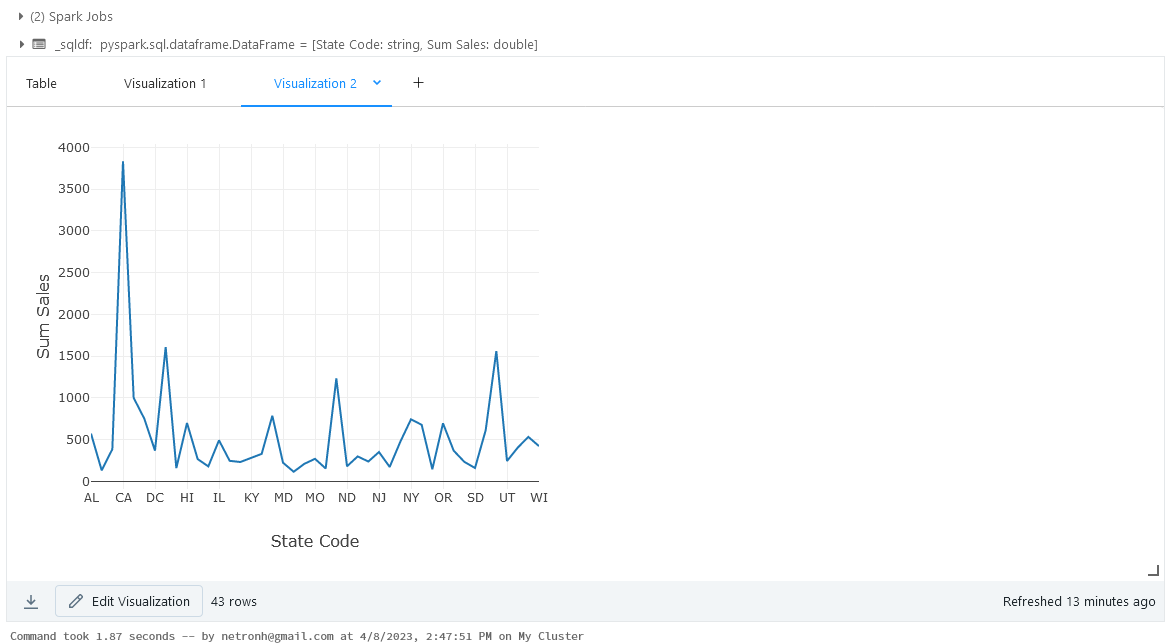 (2) Spark Jobs
_sqldf: pyspark.sql.dataframe.DataFrame = [State Code: string, Sum Sales: double]
Table Visualization 1 Visualization 2 +
4000
3500
3000
2500
2000
1500
1000
500
0
Sum Sales
AL CA DC HI IL KY MD MO ND NJ NY OR SD UT WI
State Code
Edit Visualization 43 rows Refreshed 13 minutes ago
Command took 1.87 seconds -- by netronh@gmail.com at 4/8/2023, 2:47:51 PM on My Cluster